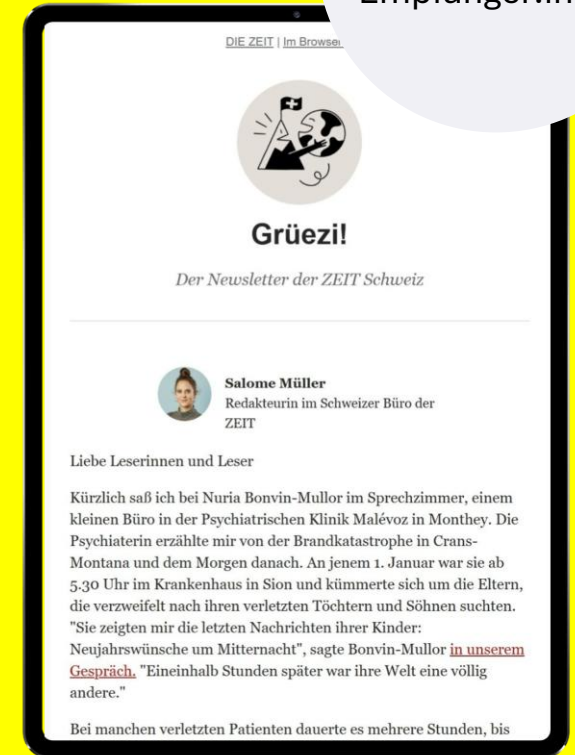 DIE ZEIT | Im Browser
Grüezi!
Der Newsletter der ZEIT Schweiz
Salome Müller
Redakteurin im Schweizer Büro der
ZEIT
Liebe Leserinnen und Leser
Kürzlich saß ich bei Nuria Bonvin-Mullor im Sprechzimmer, einem
kleinen Büro in der Psychiatrischen Klinik Malévoz in Monthey. Die
Psychiaterin erzählte mir von der Brandkatastrophe in Crans-
Montana und dem Morgen danach. An jenem 1. Januar war sie ab
5.30 Uhr im Krankenhaus in Sion und kümmerte sich um die Eltern,
die verzweifelt nach ihren verletzten Töchtern und Söhnen suchten.
"Sie zeigten mir die letzten Nachrichten ihrer Kinder:
Neujahrswünsche um Mitternacht", sagte Bonvin-Mullor in unserem
Gespräch. "Eineinhalb Stunden später war ihre Welt eine völlig
andere."
Bei manchen verletzten Patienten dauerte es mehrere Stunden, bis